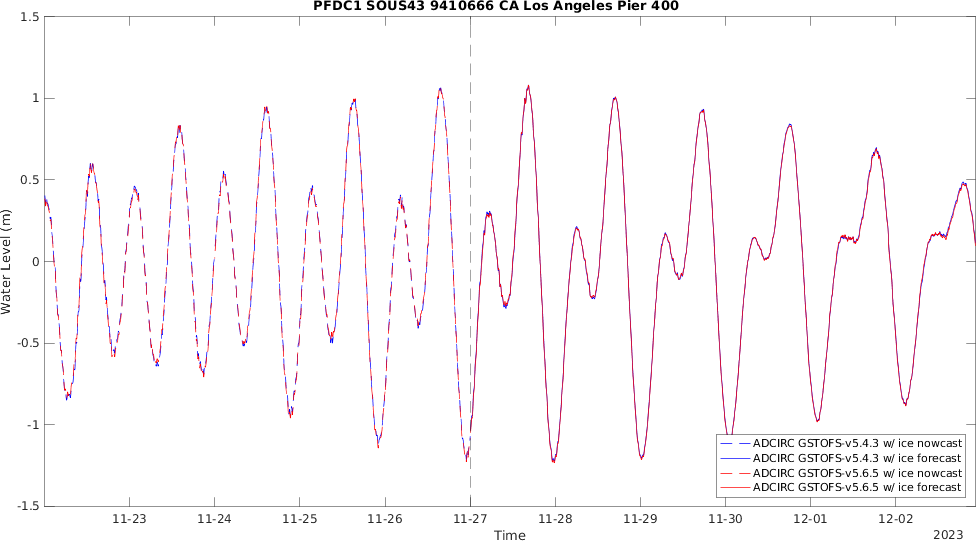 PFDC1 SOUS43 9410666 CA Los Angeles Pier 400
1.5
1
0.5
0
-0.5
-1
-1.5
Water Level (m)
ADCIRC GSTOFS-v5.4.3 w/ ice nowcast
ADCIRC GSTOFS-v5.4.3 w/ ice forecast
ADCIRC GSTOFS-v5.6.5 w/ ice nowcast
ADCIRC GSTOFS-v5.6.5 w/ ice forecast
11-23 11-24 11-25 11-26 11-27 11-28 11-29 11-30 12-01 12-02
Time
2023